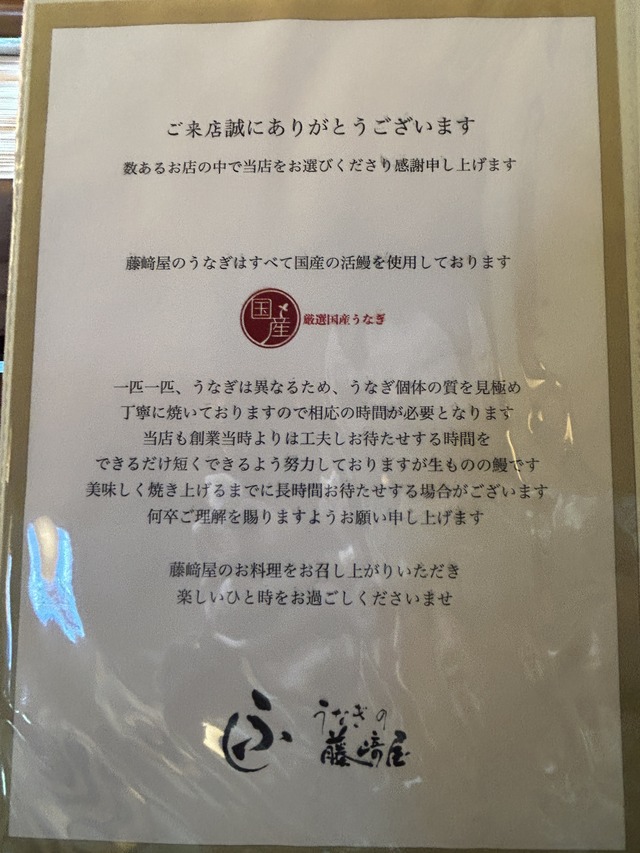 ご来店誠にありがとうございます
数あるお店の中で当店をお選びくださり感謝申し上げます
藤﨑屋のうなぎはすべて国産の活鰻を使用しております
国産
厳選国産うなぎ
一匹一匹、うなぎは異なるため、うなぎ個体の質を見極め
丁寧に焼いておりますので相応の時間が必要となります
当店も創業当時よりは工夫しお待たせする時間を
できるだけ短くできるよう努力しておりますが生ものの鰻です
美味しく焼き上げるまでに長時間お待たせする場合がございます
何卒ご理解を賜りますようお願い申し上げます
藤﨑屋のお料理をお召し上がりいただき
楽しいひと時をお過ごしくださいませ
ふ
うなぎの
藤﨑屋